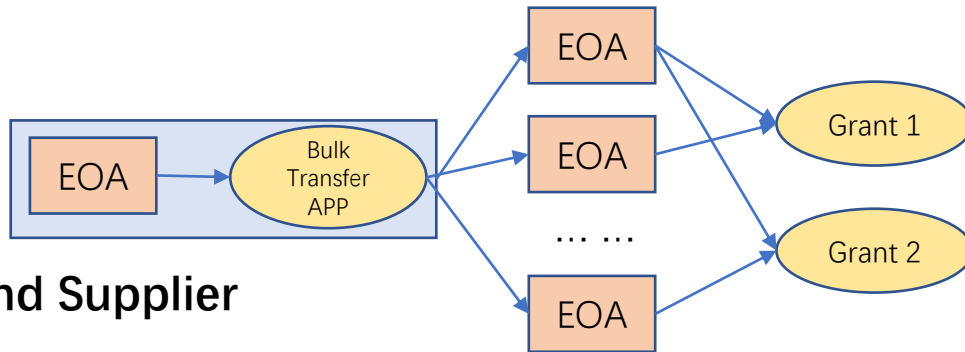 EOA
Bulk
Transfer
APP
EOA
EOA
... ...
EOA
Grant 1
Grant 2
nd Supplier